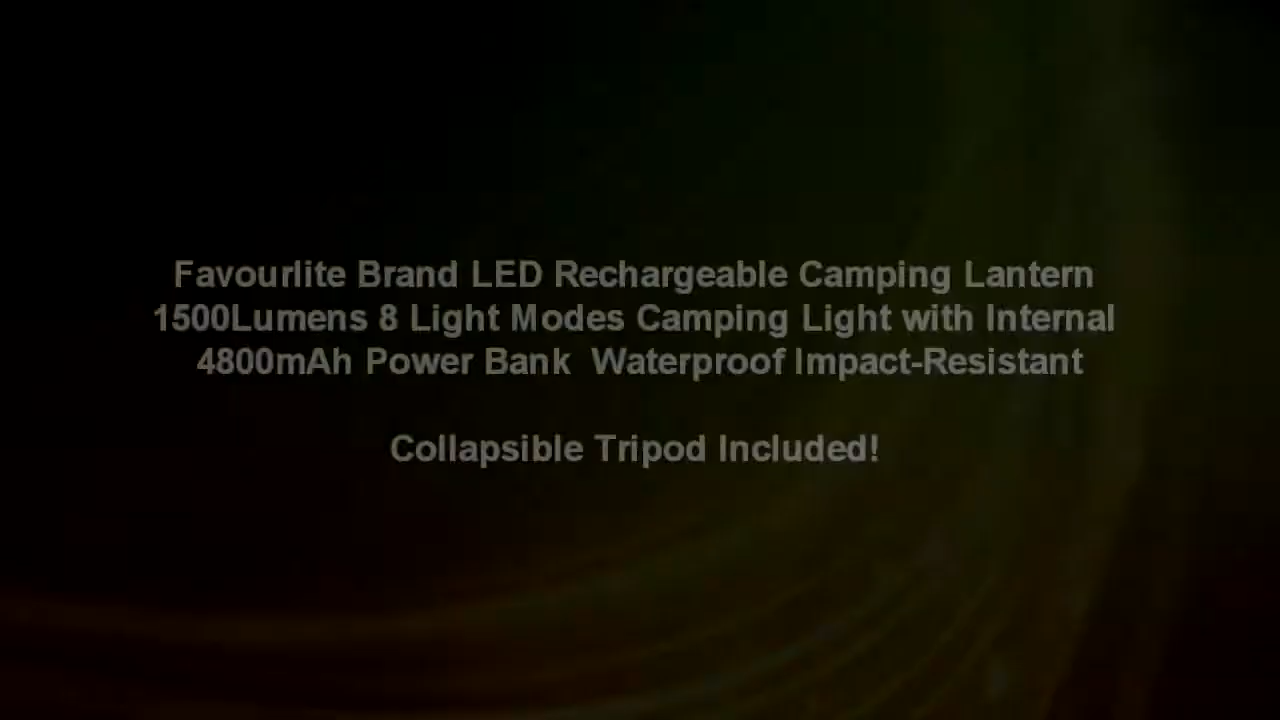 Favourlite Brand LED Rechargeable Camping Lantern
1500Lumens 8 Light Modes Camping Light with Internal
4800mAh Power Bank  Waterproof Impact-Resistant
Collapsible Tripod Included!